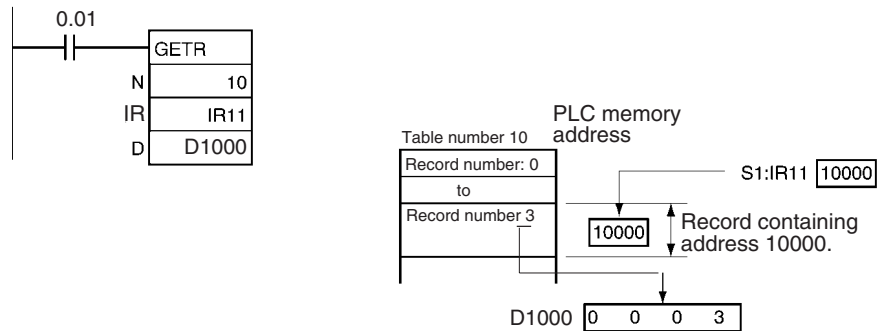 0.01
GETR
N 10
IR IR11
D D1000
PLC memory
address
Table number 10
Record number: 0
to
Record number 3
S1:IR11 10000
10000
Record containing
address 10000.
D1000 0 0 0 3